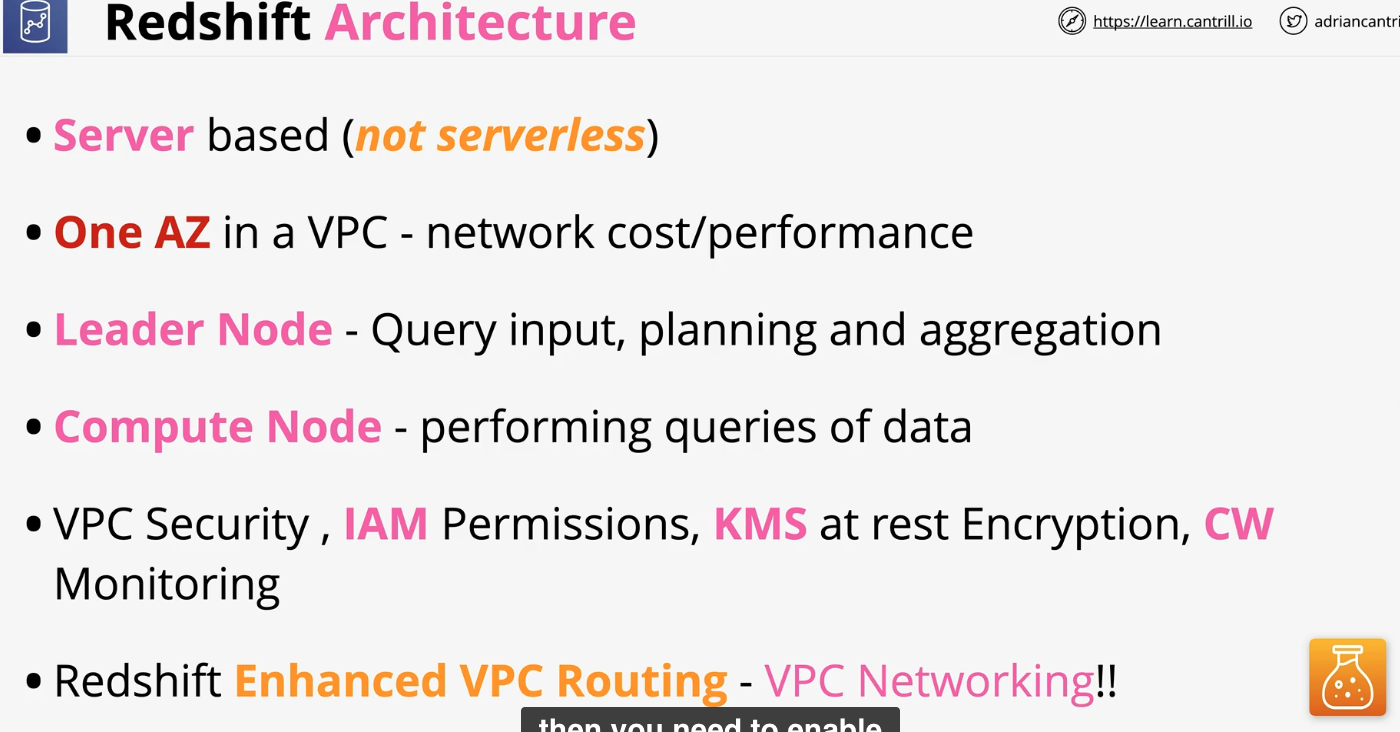 Redshift Architecture
https://learn.cantrill.io
adriancantri
• Server based (not serverless)
• One AZ in a VPC - network cost/performance
• Leader Node - Query input, planning and aggregation
• Compute Node - performing queries of data
• VPC Security , IAM Permissions, KMS at rest Encryption, CW
Monitoring
• Redshift Enhanced VPC Routing - VPC Networking!!
then you need to enable